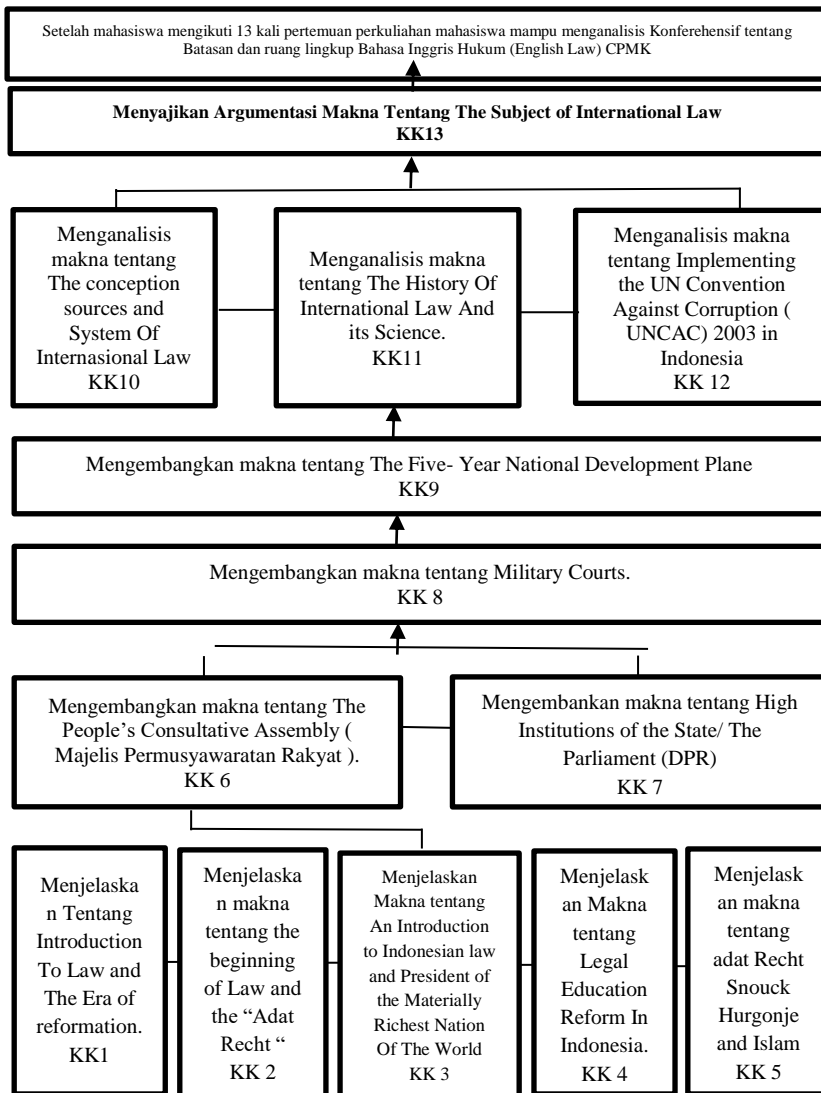 Setelah mahasiswa mengikuti 13 kali pertemuan perkuliahan mahasiswa mampu menganalisis Konferehensif tentang
Batasan dan ruang lingkup Bahasa Inggris Hukum (English Law) CPMK
Menyajikan Argumentasi Makna Tentang The Subject of International Law
KK13
Menganalisis
makna tentang
The conception
sources and
System Of
Internasional Law
KK10
Menganalisis makna
tentang The History Of
International Law And
its Science.
KK11
Menganalisis makna
tentang Implementing
the UN Convention
Against Corruption (
UNCAC) 2003 in
Indonesia
KK 12
Mengembangkan makna tentang The Five- Year National Development Plane
KK9
Mengembangkan makna tentang Military Courts.
KK 8
Mengembangkan makna tentang The
People’s Consultative Assembly (
Majelis Permusyawaratan Rakyat ).
KK 6
Mengembankan makna tentang High
Institutions of the State/ The
Parliament (DPR)
KK 7
Menjelaska
n Tentang
Introduction
To Law and
The Era of
reformation.
KK1
Menjelaska
n makna
tentang the
beginning
of Law and
the “Adat
Recht “
KK 2
Menjelaskan
Makna tentang
An Introduction
to Indonesian law
and President of
the Materially
Richest Nation
Of The World
KK 3
Menjelask
an Makna
tentang
Legal
Education
Reform In
Indonesia.
KK 4
Menjelask
an makna
tentang
adat Recht
Snouck
Hurgonje
and Islam
KK 5